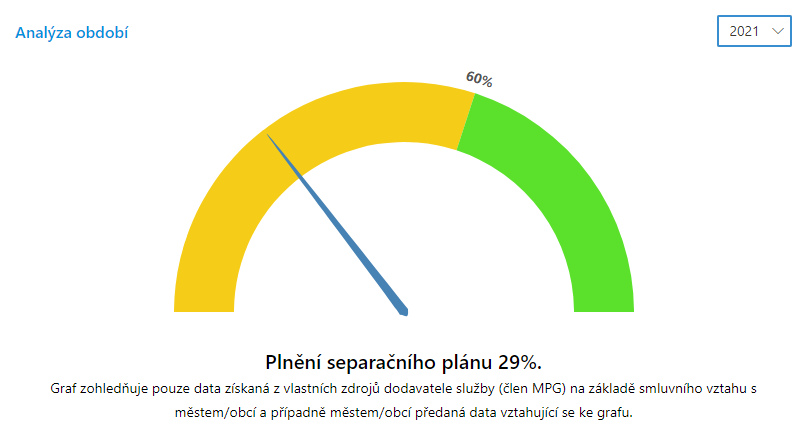 Analýza období
2021
60%
Plnění separačního plánu 29%.
Graf zohledňuje pouze data získaná z vlastních zdrojů dodavatele služby (člen MPG) na základě smluvního vztahu s
městem/obcí a případně městem/obcí předaná data vztahující se ke grafu.